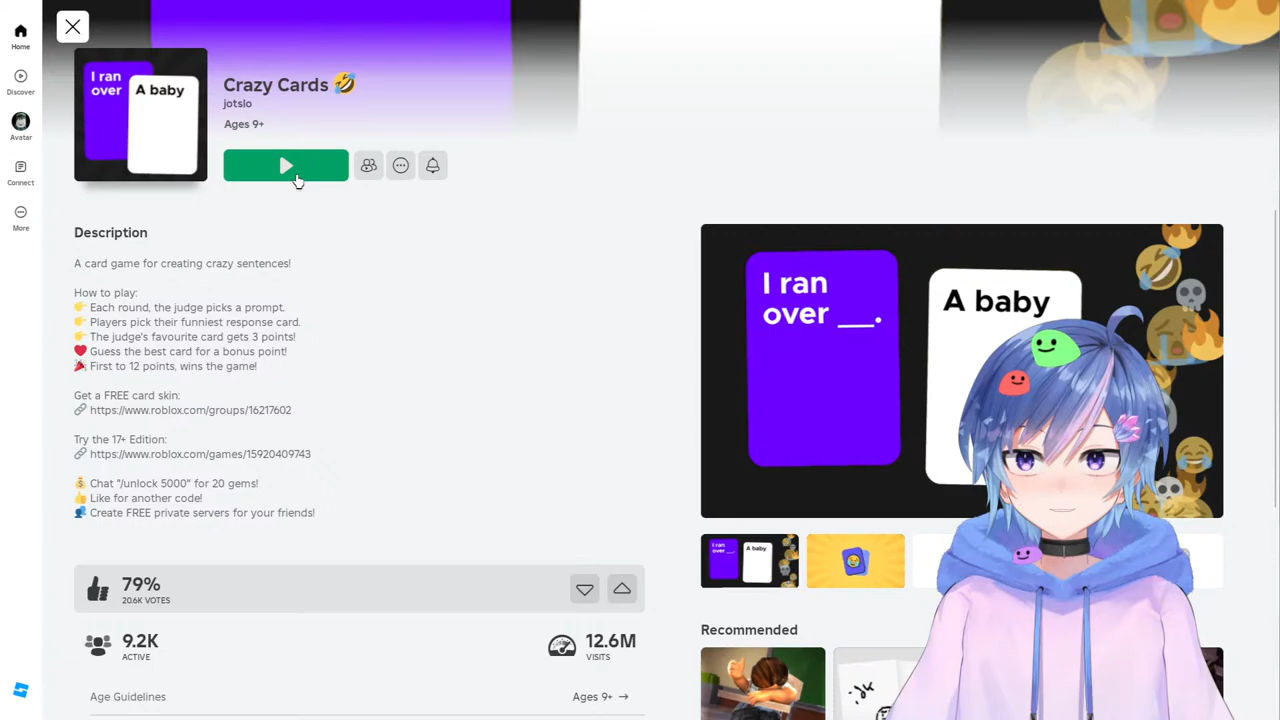 Home
Discover
Avatar
Connect
More
I ran
over
A baby
Crazy Cards 🤣
jotslo
Ages 9+
Description
A card game for creating crazy sentences!
How to play:
👉 Each round, the judge picks a prompt.
👉 Players pick their funniest response card.
👉 The judge's favourite card gets 3 points!
❤️ Guess the best card for a bonus point!
🎉 First to 12 points, wins the game!
Get a FREE card skin:
🔗 https://www.roblox.com/groups/16217602
Try the 17+ Edition:
🔗 https://www.roblox.com/games/15920409743
💰 Chat "/unlock 5000" for 20 gems!
👍 Like for another code!
👥 Create FREE private servers for your friends!
79%
20.6K VOTES
9.2K
ACTIVE
12.6M
VISITS
Age Guidelines
Ages 9+ →
I ran
over __.
A baby
I ran
over __.
A baby
Recommended